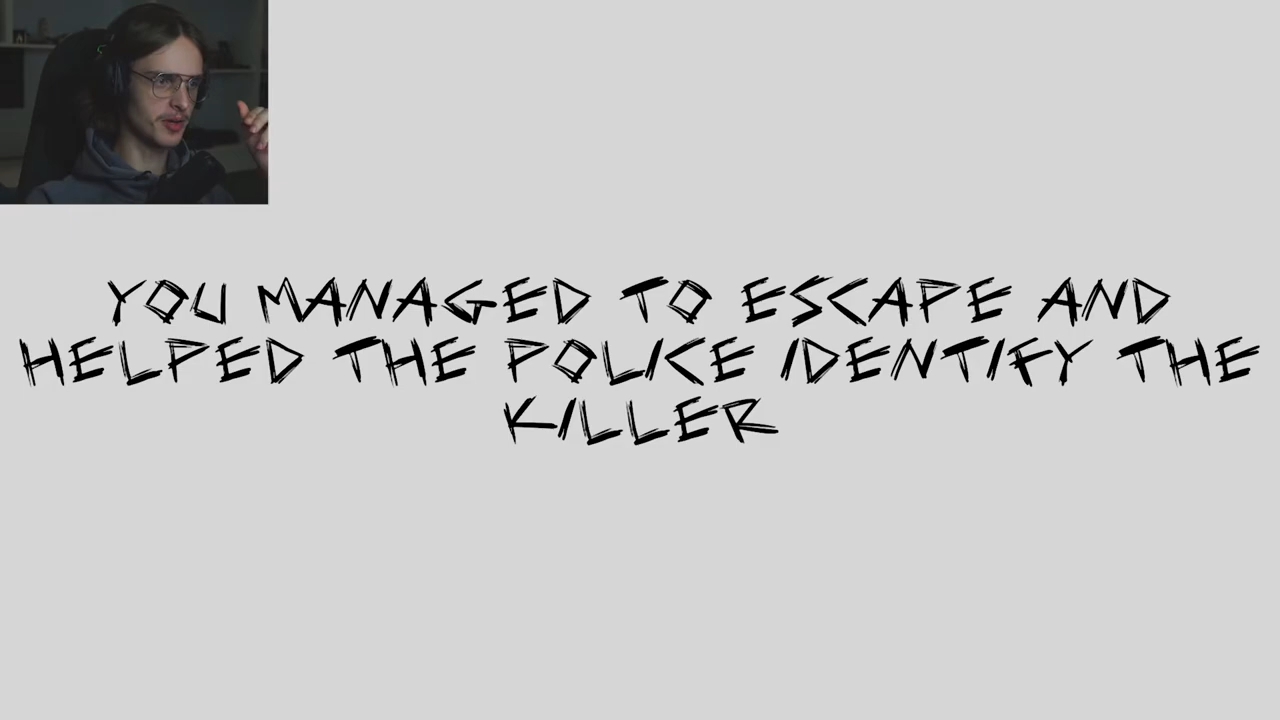 YOU MANAGED TO ESCAPE AND
HELPED THE POLICE IDENTIFY THE
KILLER